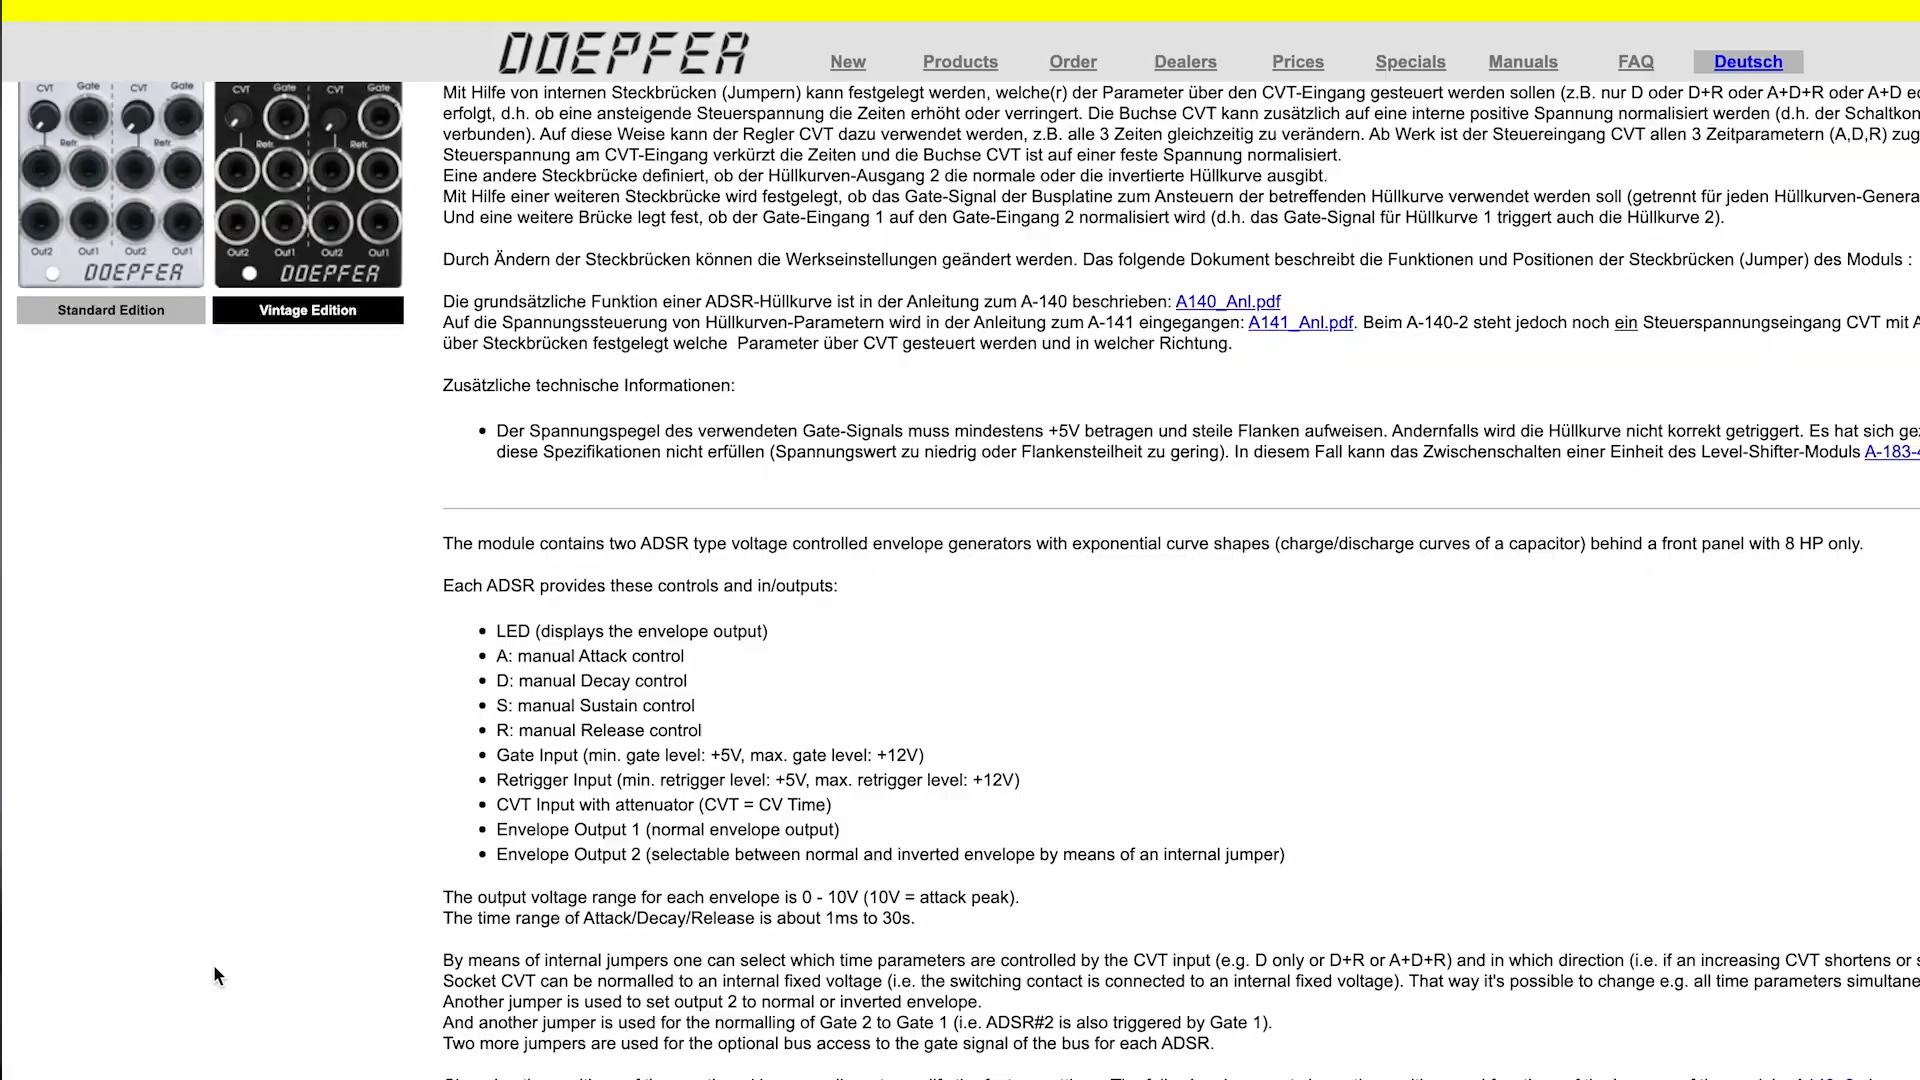 DOEPFER
New Products Order Dealers Prices Specials Manuals FAQ Deutsch
CVT Gate CVT Gate
CVT Gate CVT Gate
Retr. Retr.
Retr. Retr.
Out2 Out1 Out2 Out1
Out2 Out1 Out2 Out1
DOEPFER
DOEPFER
Standard Edition
Vintage Edition
Mit Hilfe von internen Steckbrücken (Jumpern) kann festgelegt werden, welche(r) der Parameter über den CVT-Eingang gesteuert werden sollen (z.B. nur D oder D+R oder A+D+R oder A+D
erfolgt, d.h. ob eine ansteigende Steuerspannung die Zeiten erhöht oder verringert. Die Buchse CVT kann zusätzlich auf eine interne positive Spannung normalisiert werden (d.h. der Schaltkon
verbunden). Auf diese Weise kann der Regler CVT dazu verwendet werden, z.B. alle 3 Zeiten gleichzeitig zu verändern. Ab Werk ist der Steuereingang CVT allen 3 Zeitparametern (A,D,R) zug
Steuerspannung am CVT-Eingang verkürzt die Zeiten und die Buchse CVT ist auf einer feste Spannung normalisiert.
Eine andere Steckbrücke definiert, ob der Hüllkurven-Ausgang 2 die normale oder die invertierte Hüllkurve ausgibt.
Mit Hilfe einer weiteren Steckbrücke wird festgelegt, ob das Gate-Signal der Busplatine zum Ansteuern der betreffenden Hüllkurve verwendet werden soll (getrennt für jeden Hüllkurven-Genera
Und eine weitere Brücke legt fest, ob der Gate-Eingang 1 auf den Gate-Eingang 2 normalisiert wird (d.h. das Gate-Signal für Hüllkurve 1 triggert auch die Hüllkurve 2).
Durch Ändern der Steckbrücken können die Werkseinstellungen geändert werden. Das folgende Dokument beschreibt die Funktionen und Positionen der Steckbrücken (Jumper) des Moduls :
Die grundsätzliche Funktion einer ADSR-Hüllkurve ist in der Anleitung zum A-140 beschrieben: A140_Anl.pdf
Auf die Spannungssteuerung von Hüllkurven-Parametern wird in der Anleitung zum A-141 eingegangen: A141_Anl.pdf. Beim A-140-2 steht jedoch noch ein Steuerspannungseingang CVT mit A
über Steckbrücken festgelegt welche Parameter über CVT gesteuert werden und in welcher Richtung.
Zusätzliche technische Informationen:
• Der Spannungspegel des verwendeten Gate-Signals muss mindestens +5V betragen und steile Flanken aufweisen. Andernfalls wird die Hüllkurve nicht korrekt getriggert. Es hat sich gez
diese Spezifikationen nicht erfüllen (Spannungswert zu niedrig oder Flankensteilheit zu gering). In diesem Fall kann das Zwischenschalten einer Einheit des Level-Shifter-Moduls A-183-4
The module contains two ADSR type voltage controlled envelope generators with exponential curve shapes (charge/discharge curves of a capacitor) behind a front panel with 8 HP only.
Each ADSR provides these controls and in/outputs:
• LED (displays the envelope output)
• A: manual Attack control
• D: manual Decay control
• S: manual Sustain control
• R: manual Release control
• Gate Input (min. gate level: +5V, max. gate level: +12V)
• Retrigger Input (min. retrigger level: +5V, max. retrigger level: +12V)
• CVT Input with attenuator (CVT = CV Time)
• Envelope Output 1 (normal envelope output)
• Envelope Output 2 (selectable between normal and inverted envelope by means of an internal jumper)
The output voltage range for each envelope is 0 - 10V (10V = attack peak).
The time range of Attack/Decay/Release is about 1ms to 30s.
By means of internal jumpers one can select which time parameters are controlled by the CVT input (e.g. D only or D+R or A+D+R) and in which direction (i.e. if an increasing CVT shortens or s
Socket CVT can be normalled to an internal fixed voltage (i.e. the switching contact is connected to an internal fixed voltage). That way it's possible to change e.g. all time parameters simultane
Another jumper is used to set output 2 to normal or inverted envelope.
And another jumper is used for the normalling of Gate 2 to Gate 1 (i.e. ADSR#2 is also triggered by Gate 1).
Two more jumpers are used for the optional bus access to the gate signal of the bus for each ADSR.